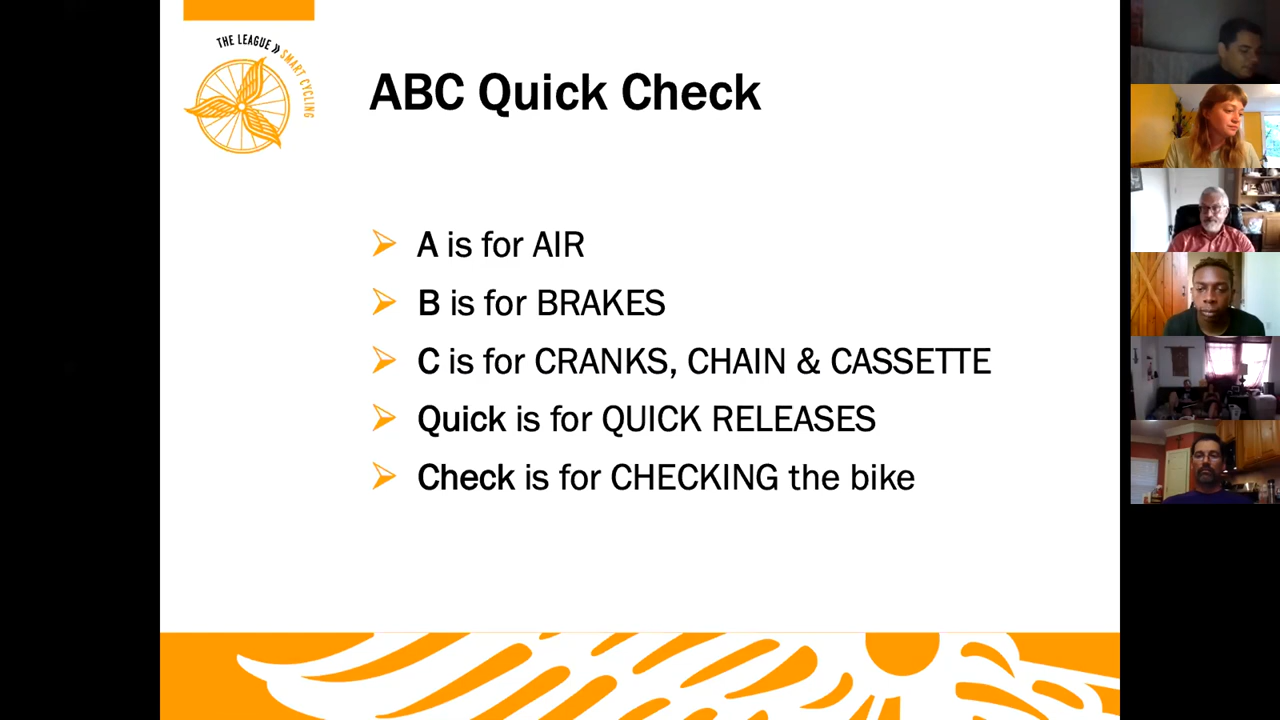 THE LEAGUE » SMART CYCLING
ABC Quick Check
A is for AIR
B is for BRAKES
C is for CRANKS, CHAIN & CASSETTE
Quick is for QUICK RELEASES
Check is for CHECKING the bike